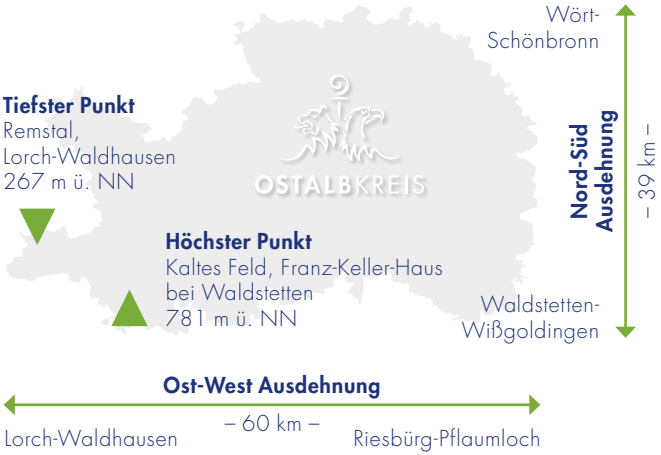 Wört-
Schönbronn
Tiefster Punkt
Remstal,
Lorch-Waldhausen
267 m ü. NN
OSTALBKREIS
Nord-Süd
Ausdehnung
– 39 km –
Höchster Punkt
Kaltes Feld, Franz-Keller-Haus
bei Waldstetten
781 m ü. NN
Waldstetten-
Wißgoldingen
Ost-West Ausdehnung
– 60 km –
Lorch-Waldhausen
Riesbürg-Pflaumloch